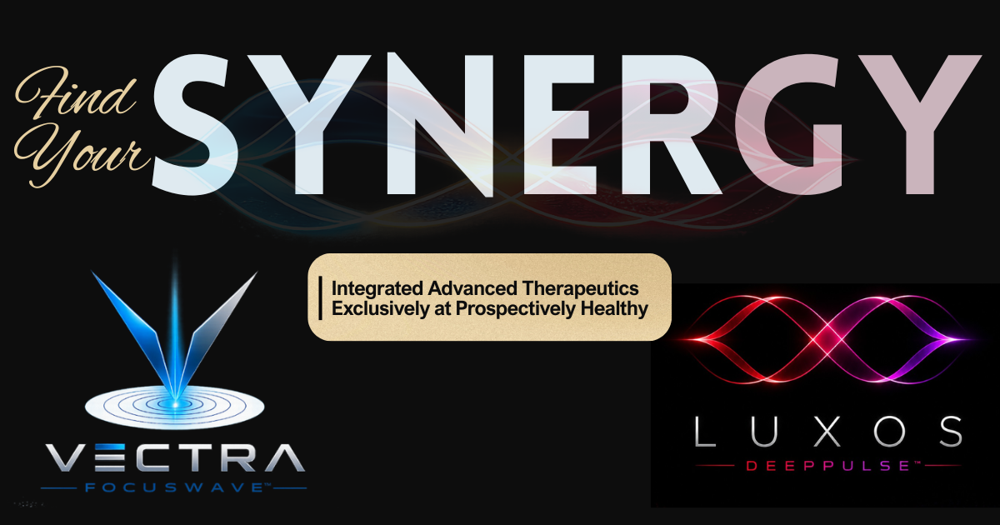 Find
Your
SYNERGY
Integrated Advanced Therapeutics
Exclusively at Prospectively Healthy
VECTRA
FOCUSWAVE™
LUXOS
DEEPPULSE™